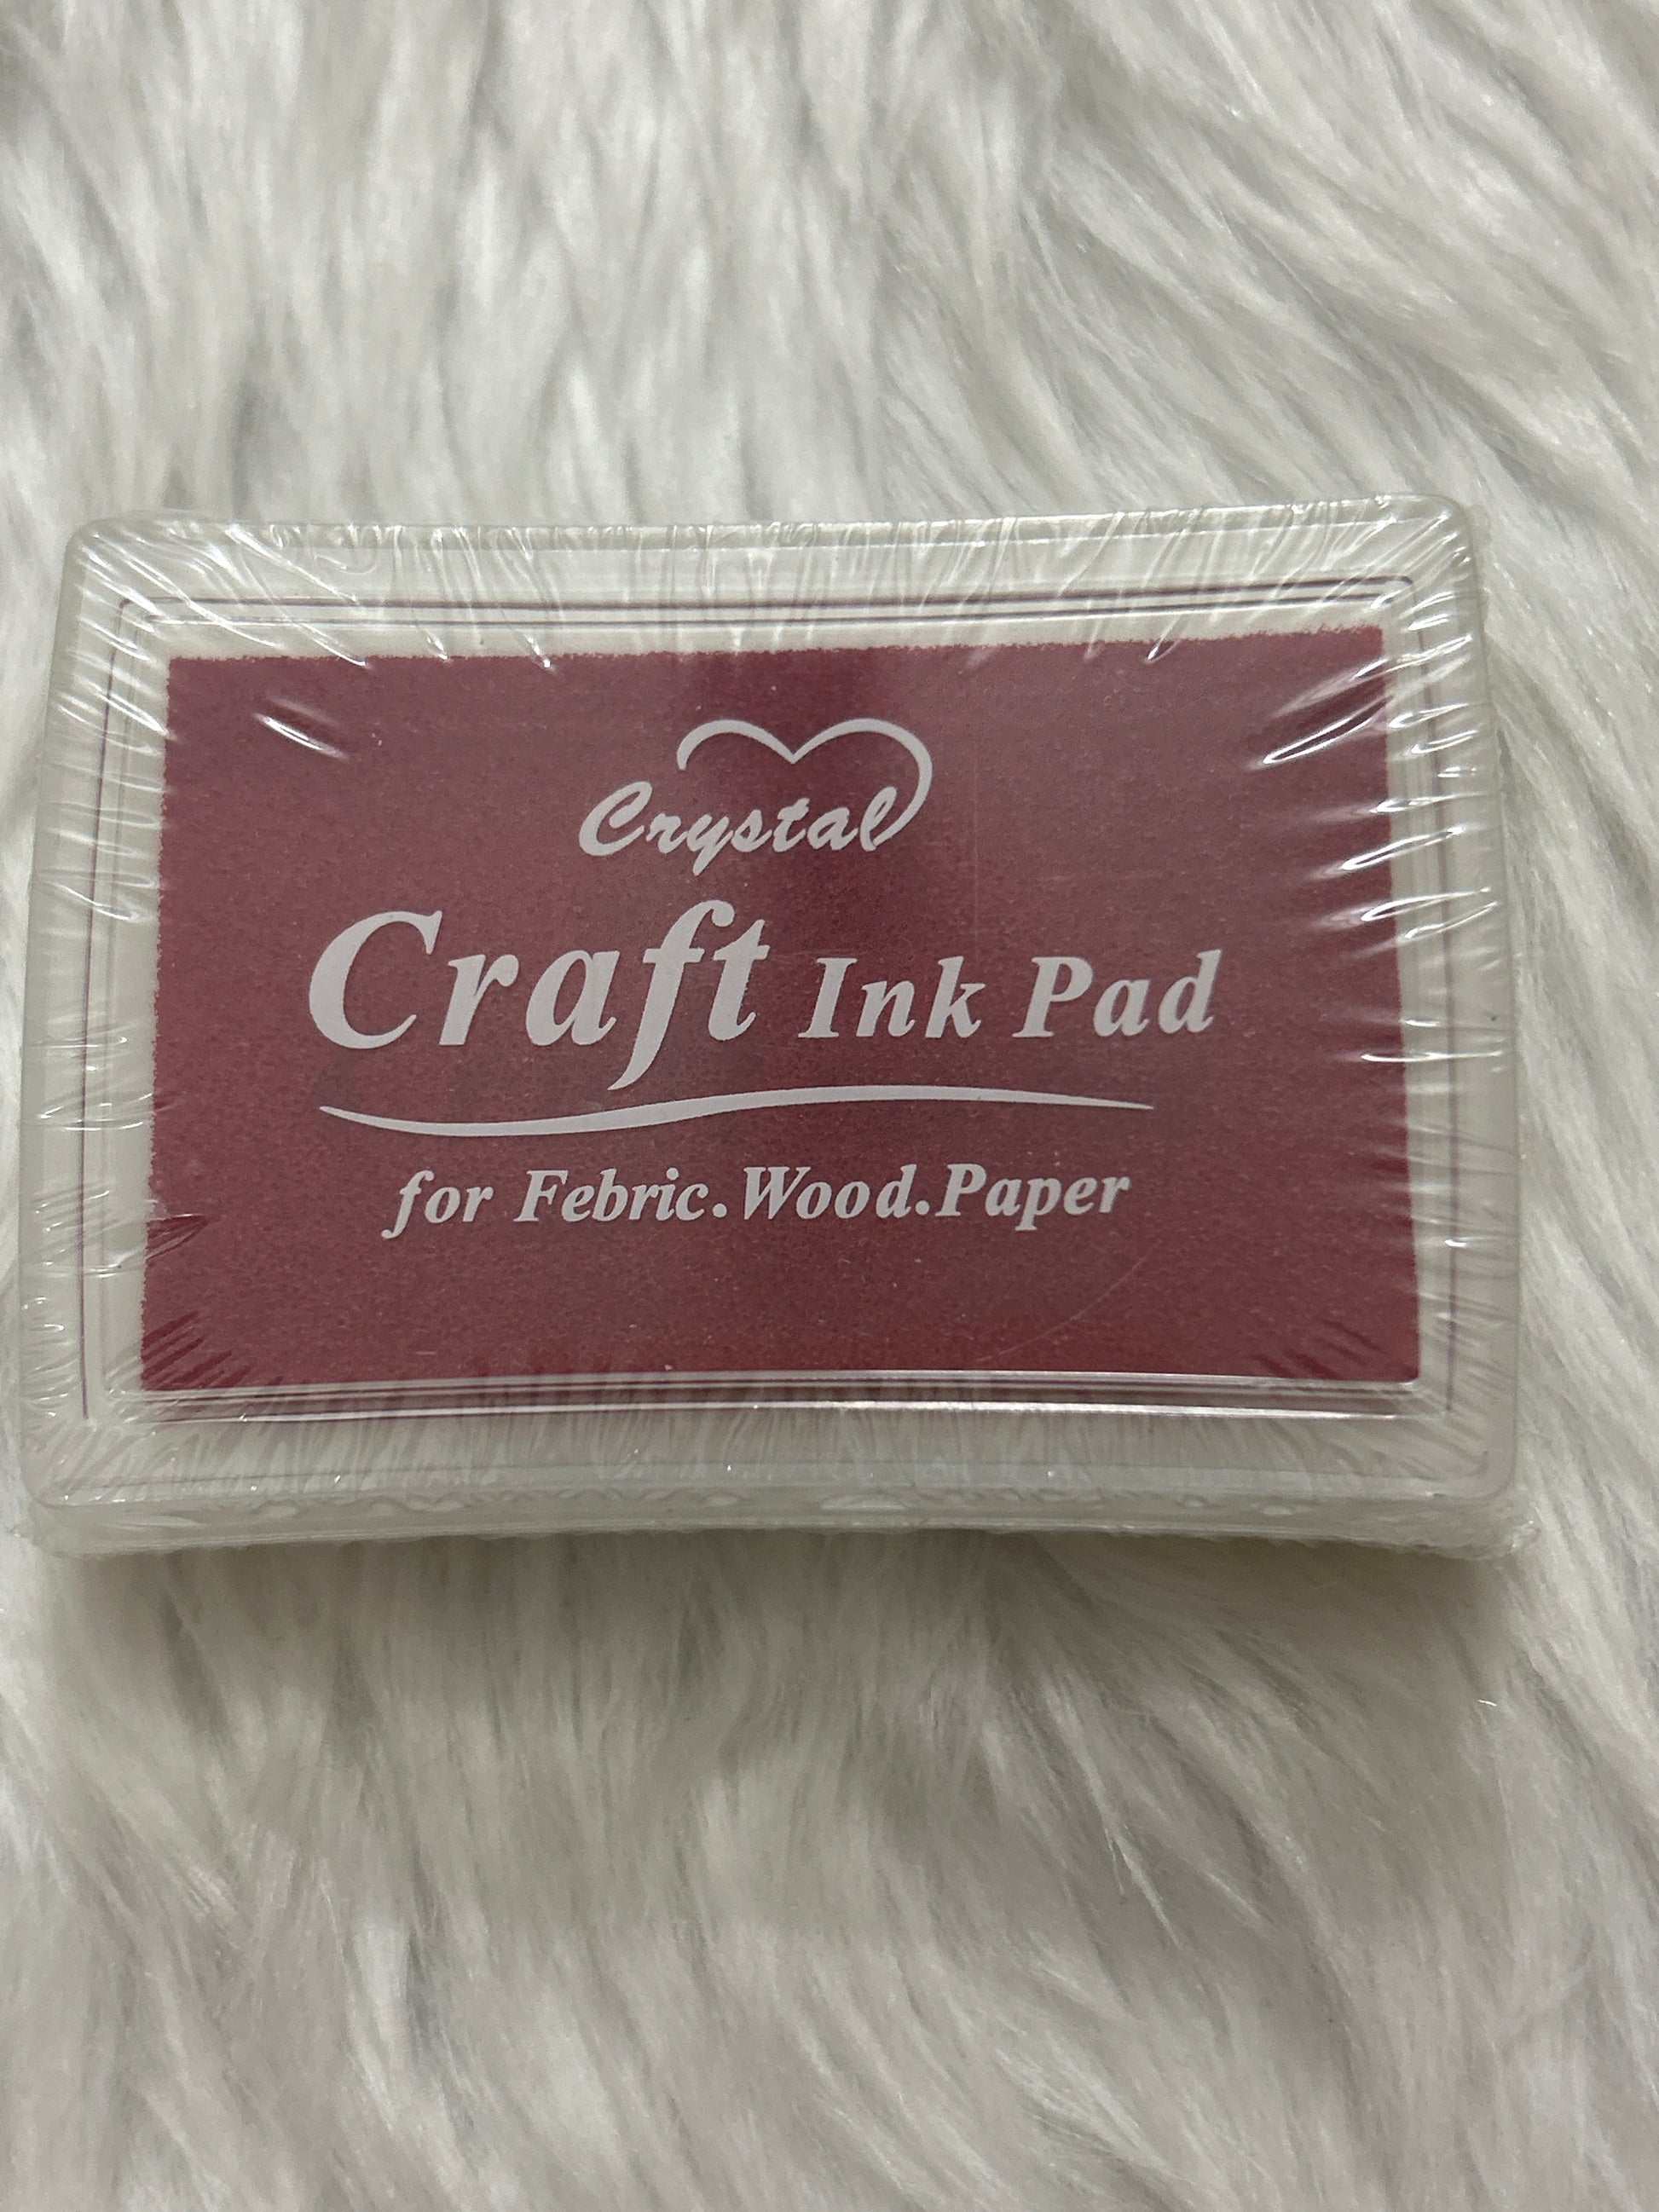 Crystal
Craft Ink Pad
for Febric.Wood.Paper